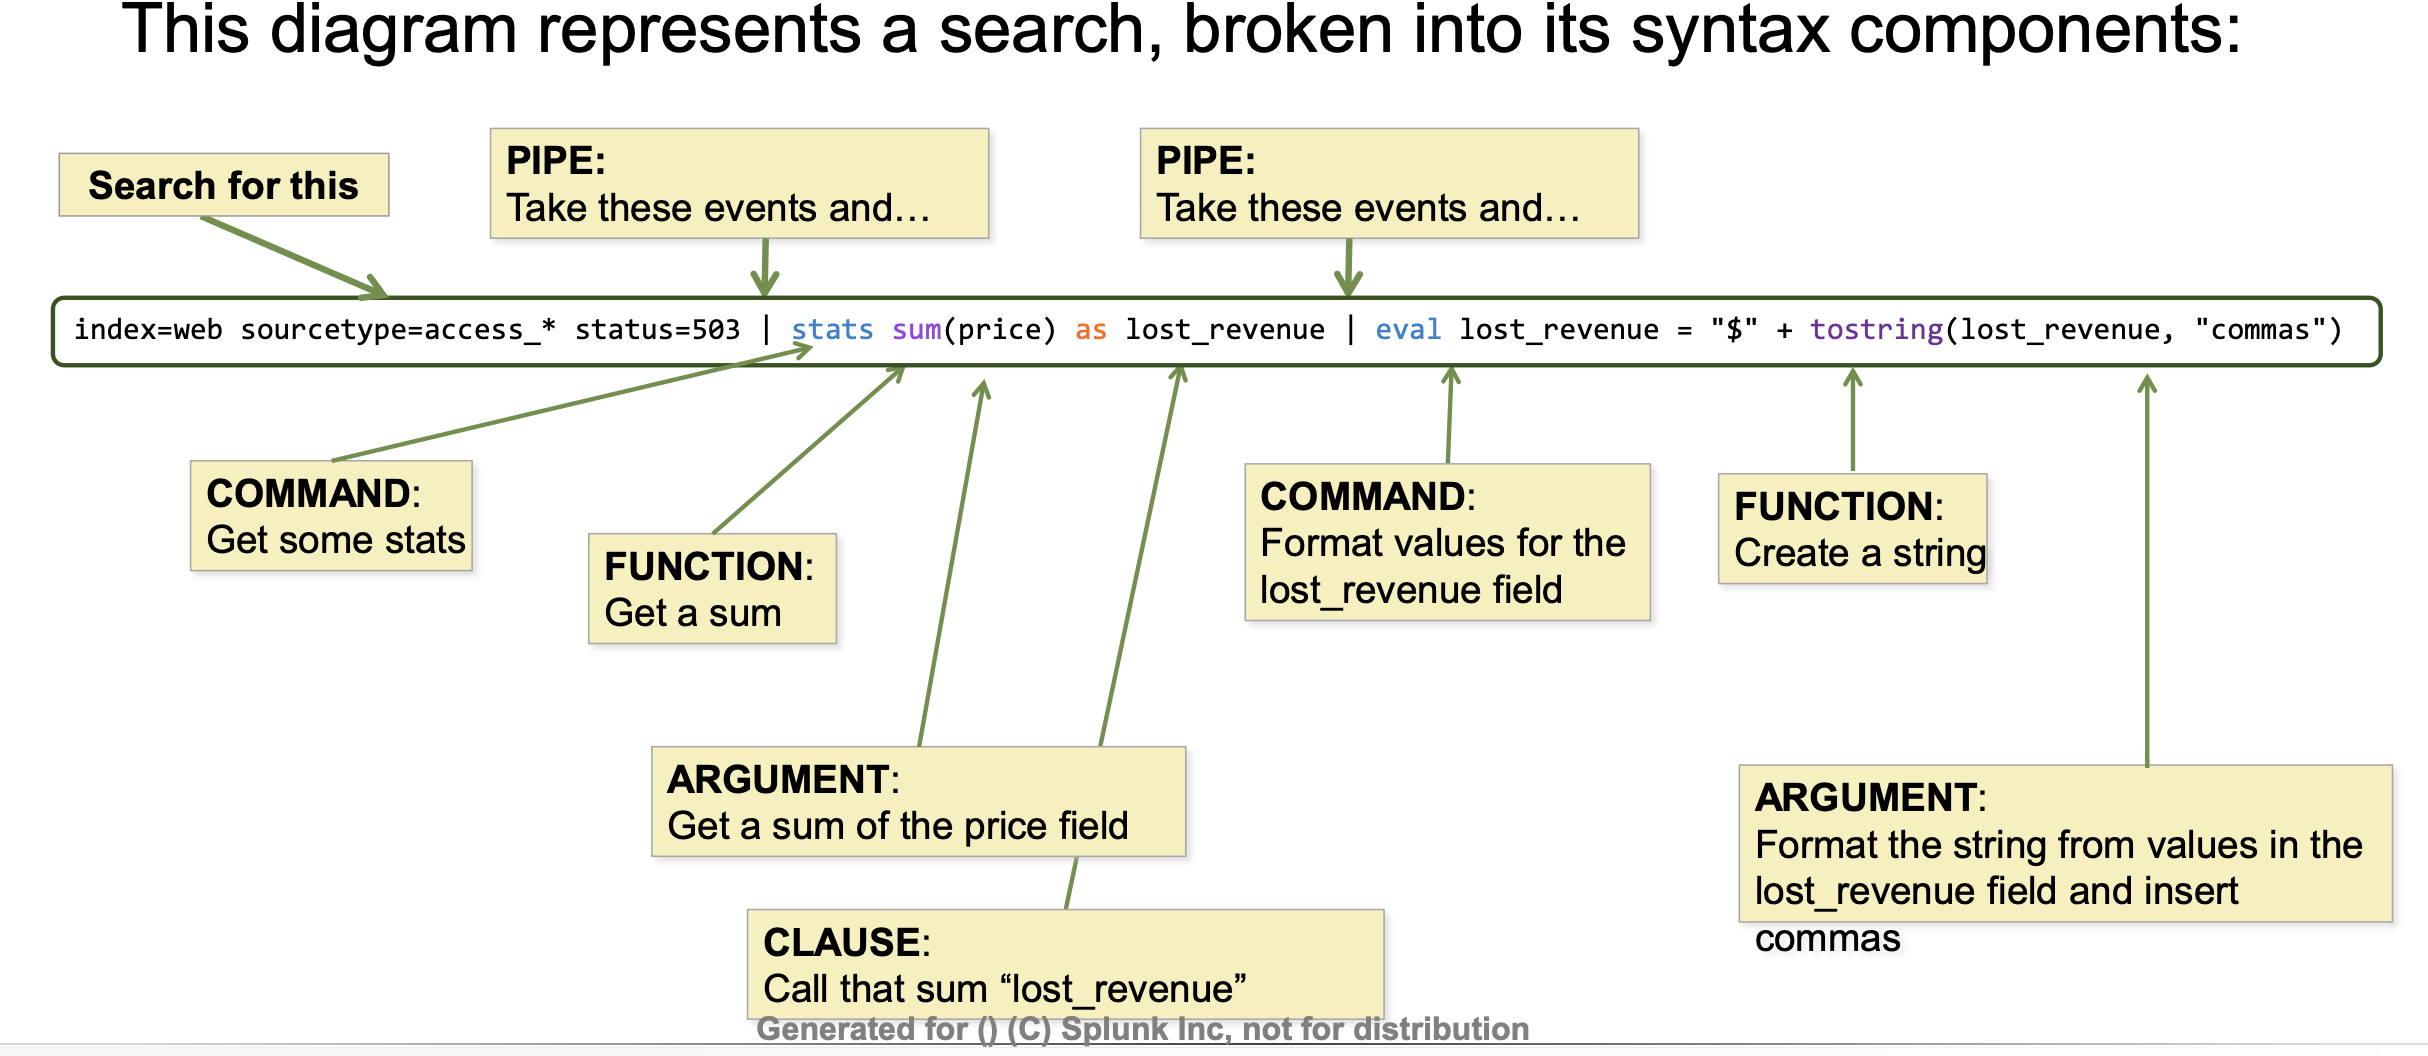 This diagram represents a search, broken into its syntax components:
Search for this
PIPE:
Take these events and…
PIPE:
Take these events and…
index=web sourcetype=access_* status=503 | stats sum(price) as lost_revenue | eval lost_revenue = "$" + tostring(lost_revenue, "commas")
COMMAND:
Get some stats
FUNCTION:
Get a sum
COMMAND:
Format values for the
lost_revenue field
FUNCTION:
Create a string
ARGUMENT:
Get a sum of the price field
ARGUMENT:
Format the string from values in the
lost_revenue field and insert
commas
CLAUSE:
Call that sum “lost_revenue”
Generated for () (C) Splunk Inc, not for distribution